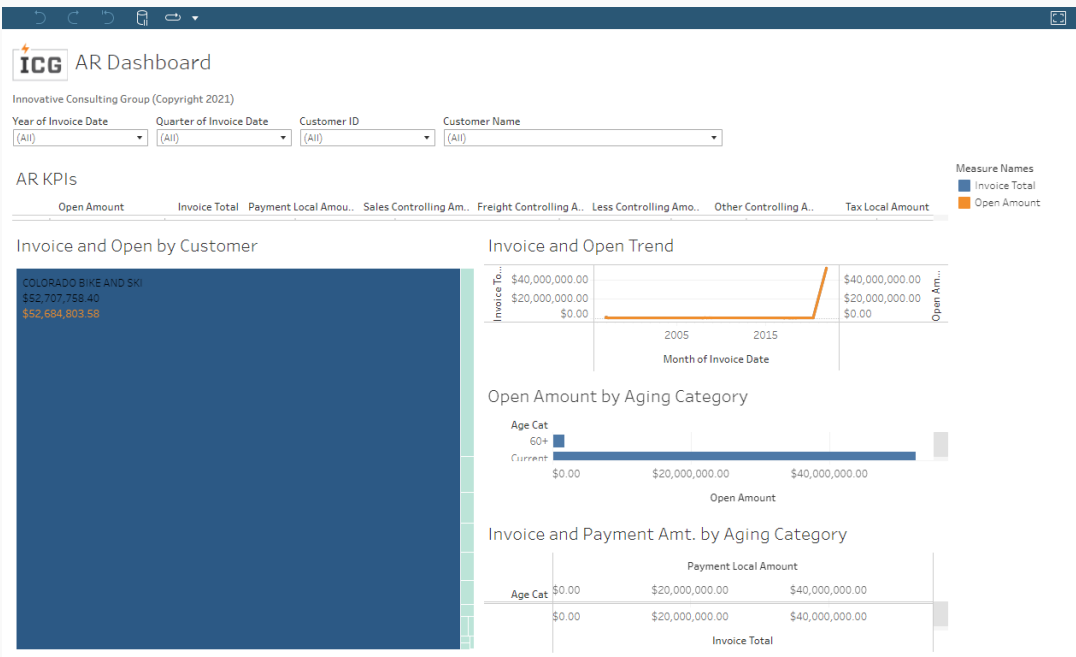 ICG AR Dashboard
Innovative Consulting Group (Copyright 2021)
Year of Invoice Date Quarter of Invoice Date Customer ID Customer Name
(All) (All) (All) (All)
AR KPIs
Open Amount Invoice Total Payment Local Amou.. Sales Controlling Am.. Freight Controlling A.. Less Controlling Amo.. Other Controlling A.. Tax Local Amount
Measure Names
Invoice Total
Open Amount
Invoice and Open by Customer
COLORADO BIKE AND SKI
$52,707,758.40
$52,684,803.58
Invoice and Open Trend
Invoice To...
$40,000,000.00 $40,000,000.00
$20,000,000.00 $20,000,000.00
$0.00 $0.00
Open Am...
2005 2015
Month of Invoice Date
Open Amount by Aging Category
Age Cat
60+
Current
$0.00 $20,000,000.00 $40,000,000.00
Open Amount
Invoice and Payment Amt. by Aging Category
Payment Local Amount
Age Cat $0.00 $20,000,000.00 $40,000,000.00
$0.00 $20,000,000.00 $40,000,000.00
Invoice Total